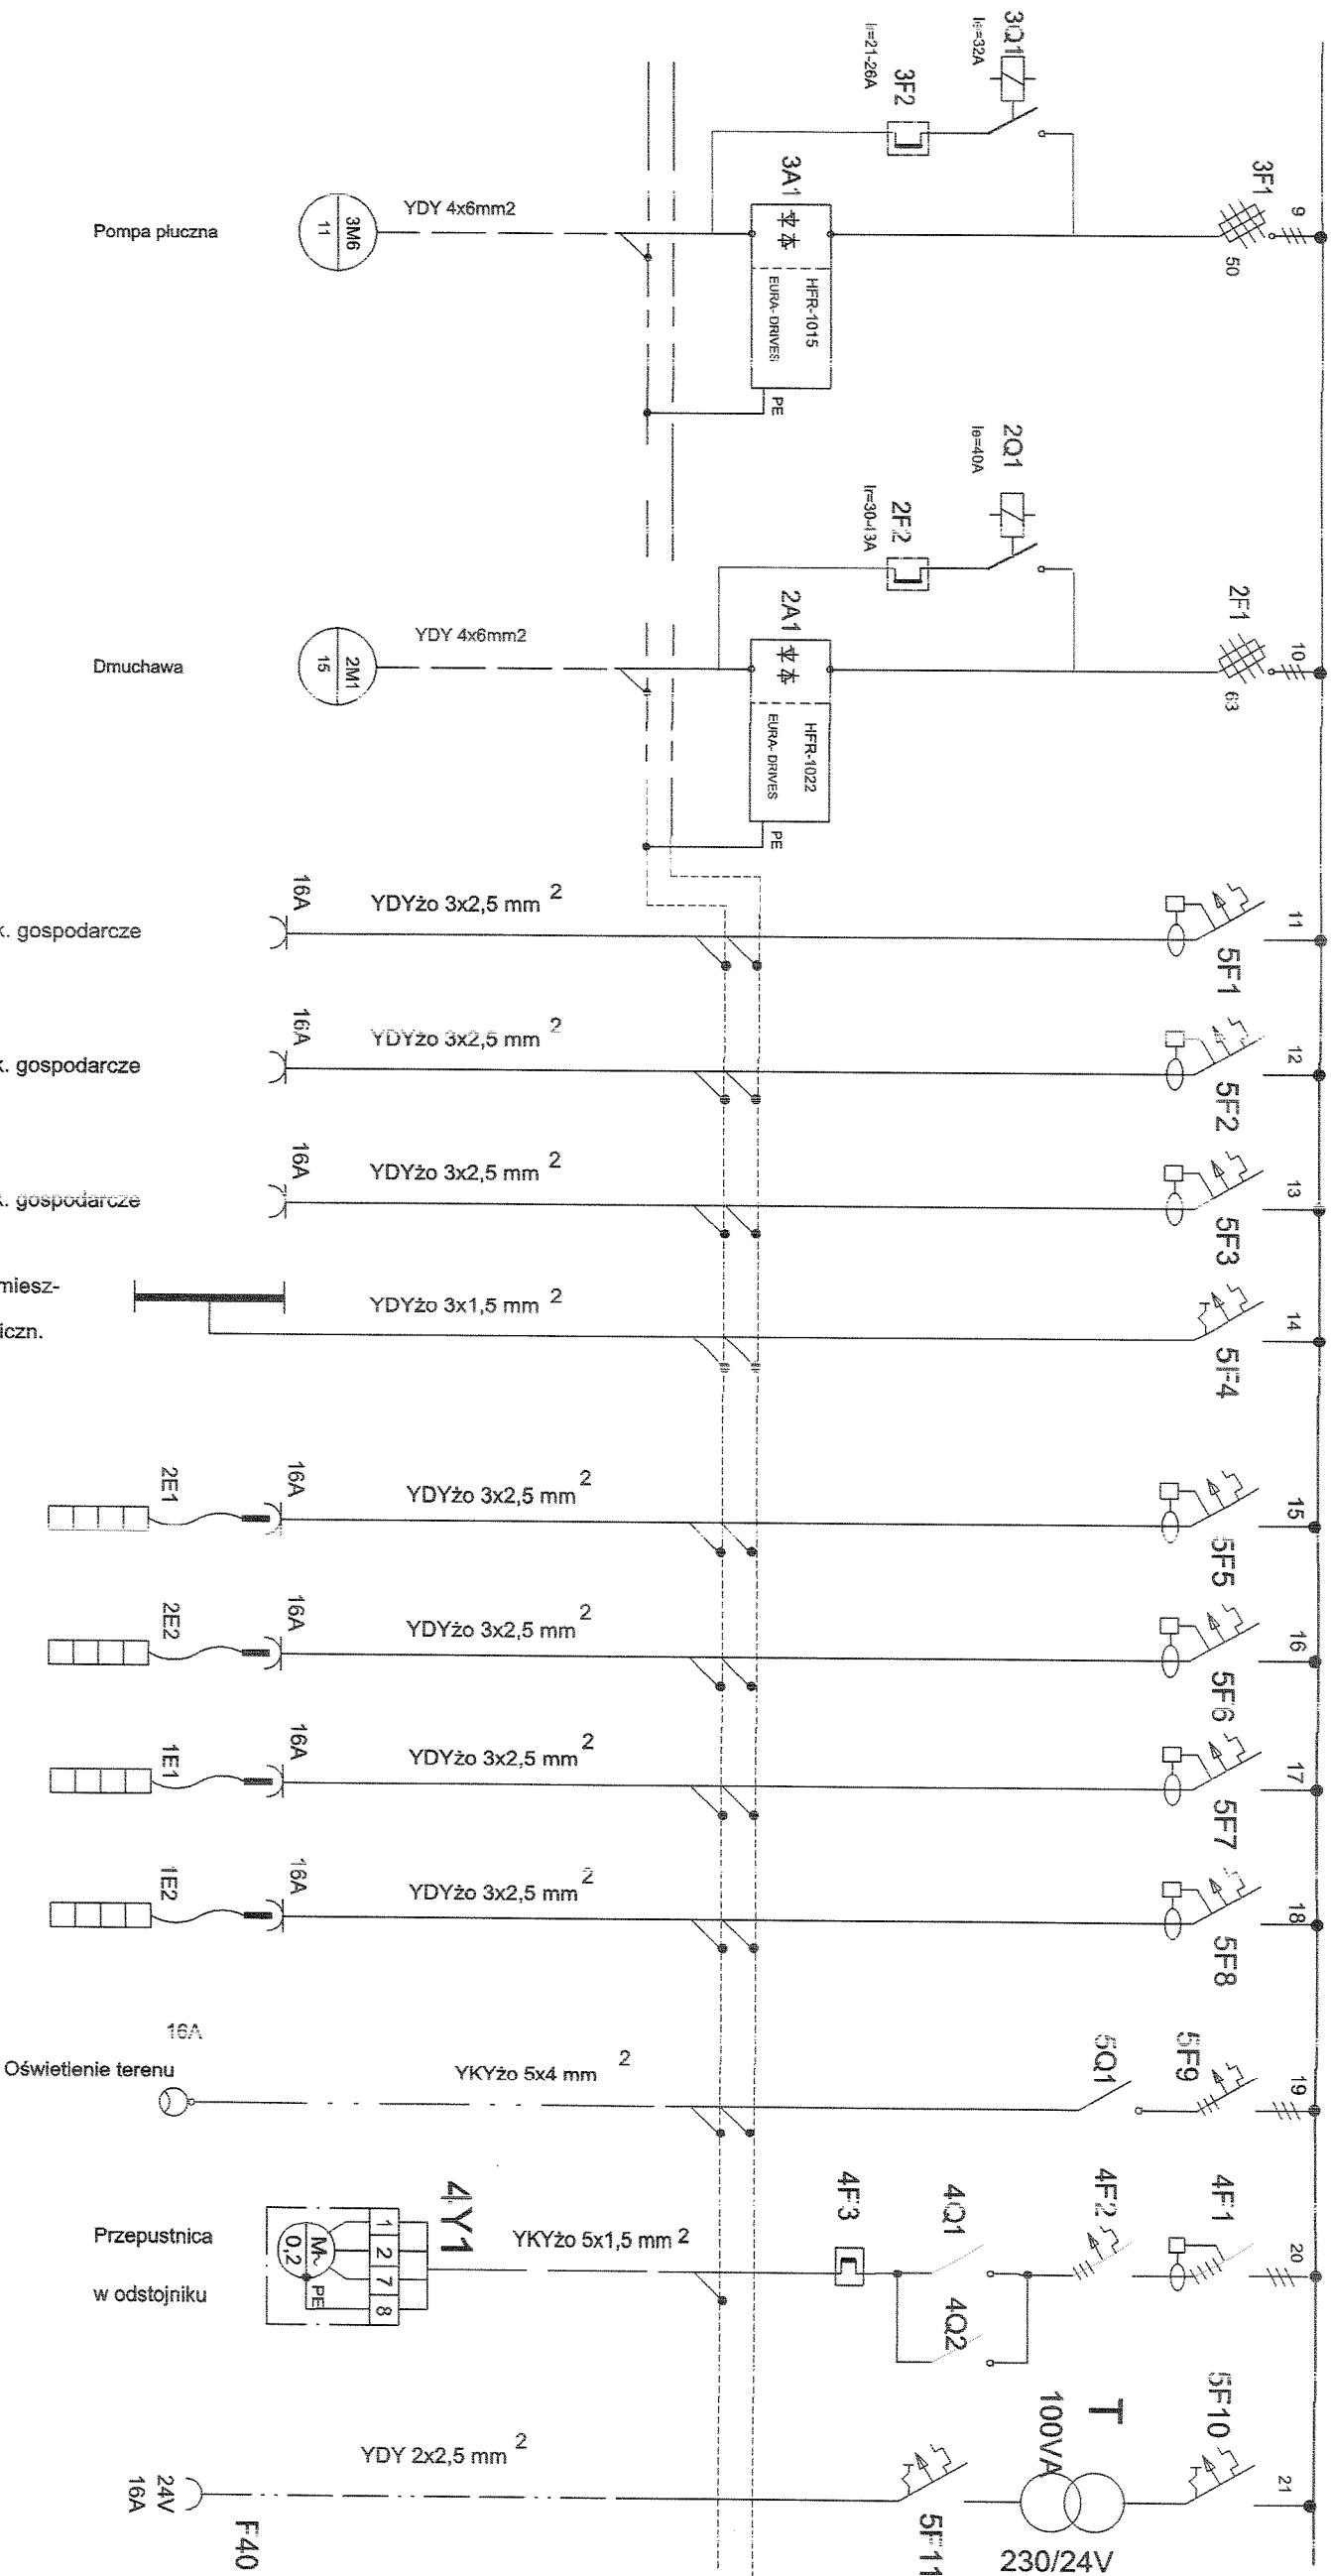 3Q1
Ie=32A
3F2
Ir=21-26A
3F1
9
50
3A1
HFR-1015
EURA-DRIVES
PE
YDY 4x6mm2
3M6
11
Pompa płuczna
2Q1
Ie=40A
2F2
2F1
10
63
2A1
HFR-1022
EURA- DRIVES
PE
YDY 4x6mm2
2M1
15
Dmuchawa
11
5F1
YDYżo 3x2,5 mm 2
16A
k. gospodarcze
12
5F2
YDYżo 3x2,5 mm 2
16A
k. gospodarcze
13
5F3
YDYżo 3x2,5 mm 2
16A
k. gospodarcze
14
5F4
YDYżo 3x1,5 mm 2
miesz-
iczn.
15
5F5
YDYżo 3x2,5 mm 2
16A
2E1
16
5F6
YDYżo 3x2,5 mm 2
16A
2E2
17
5F7
YDYżo 3x2,5 mm 2
16A
1E1
18
5F8
YDYżo 3x2,5 mm 2
16A
1E2
19
5F9
5Q1
YKYżo 5x4 mm 2
16A
Oświetlenie terenu
20
4F1
4F2
4Q1
4Q2
4F3
YKYżo 5x1,5 mm 2
4Y1
1
2
7
8
M~
0,2
PE
Przepustnica
w odstojniku
21
5F10
T
100VA
230/24V
5F11
YDY 2x2,5 mm 2
24V
16A
F40